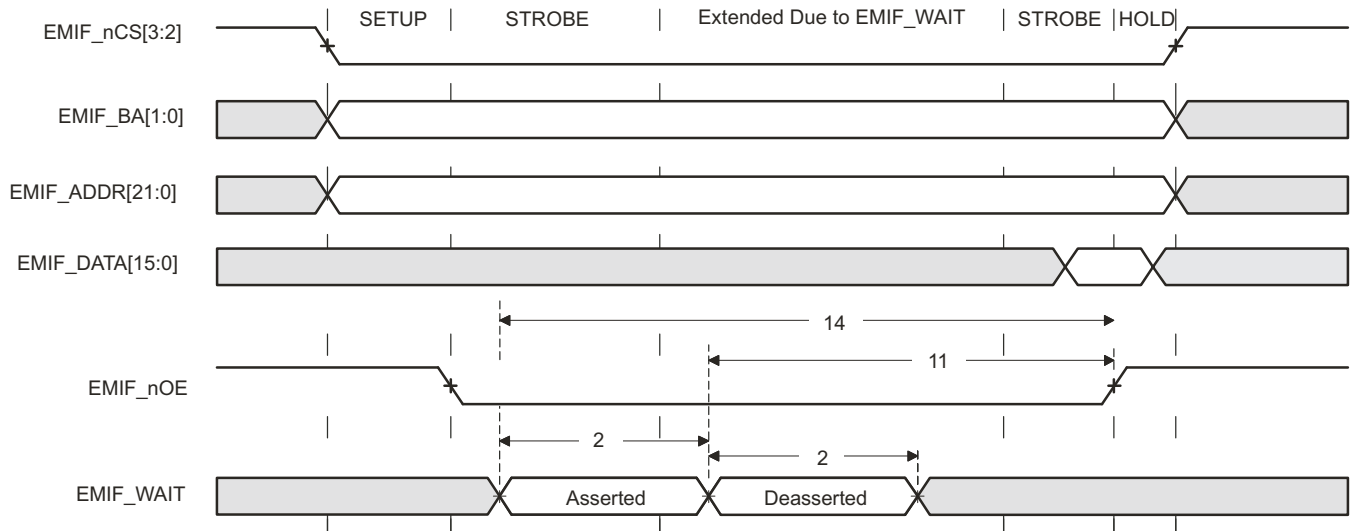 SETUP STROBE Extended Due to EMIF_WAIT STROBE HOLD
EMIF_nCS[3:2]
EMIF_BA[1:0]
EMIF_ADDR[21:0]
EMIF_DATA[15:0]
14
11
EMIF_nOE
2
2
EMIF_WAIT Asserted Deasserted